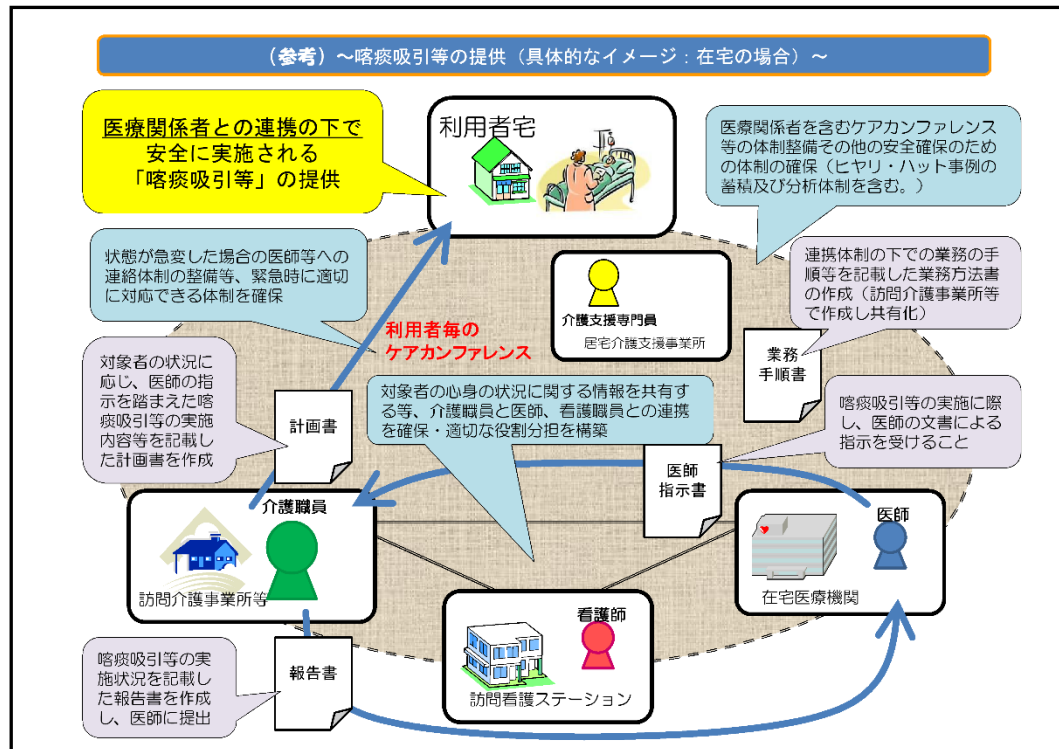 (参考)~喀痰吸引等の提供(具体的なイメージ:在宅の場合)~
医療関係者との連携の下で
安全に実施される
「喀痰吸引等」の提供
利用者宅
医療関係者を含むケアカンファレンス
等の体制整備その他の安全確保のため
の体制の確保(ヒヤリ・ハット事例の
蓄積及び分析体制を含む。)
状態が急変した場合の医師等への
連絡体制の整備等、緊急時に適切
に対応できる体制を確保
介護支援専門員
居宅介護支援事業所
連携体制の下での業務の手
順等を記載した業務方法書
の作成(訪問介護事業所等
で作成し共有化)
利用者毎の
ケアカンファレンス
業務
手順書
対象者の状況に
応じ、医師の指
示を踏まえた喀
痰吸引等の実施
内容等を記載し
た計画書を作成
計画書
対象者の心身の状況に関する情報を共有す
る等、介護職員と医師、看護職員との連携
を確保・適切な役割分担を構築
喀痰吸引等の実施に際
し、医師の文書による
指示を受けること
医師
指示書
介護職員
訪問介護事業所等
医師
在宅医療機関
看護師
訪問看護ステーション
喀痰吸引等の実
施状況を記載し
た報告書を作成
し、医師に提出
報告書